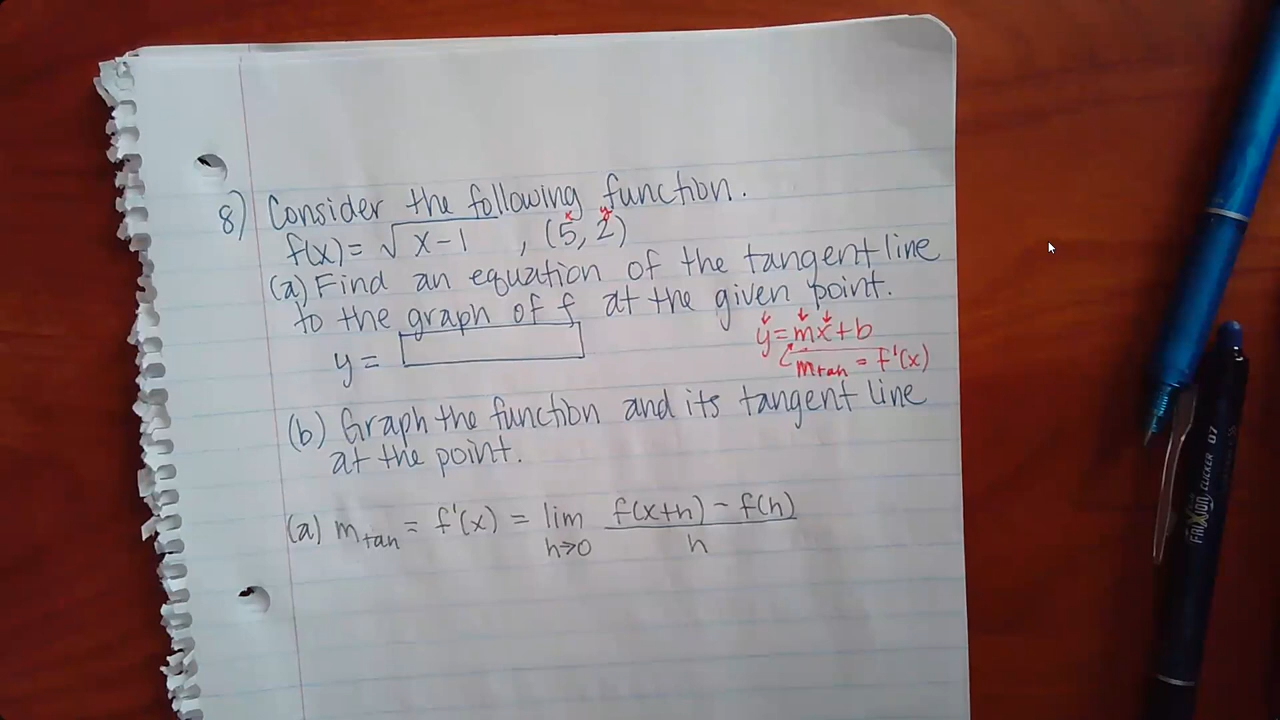 8) Consider the following function.
x y
f(x) = √x-1 , (5, 2)
(a) Find an equation of the tangent line
to the graph of f at the given point.
y =
y = mx + b
m_tan = f'(x)
(b) Graph the function and its tangent line
at the point.
(a) m_tan = f'(x) = lim h→0 f(x+h) - f(h) / h
FRIXION CLICKER 07